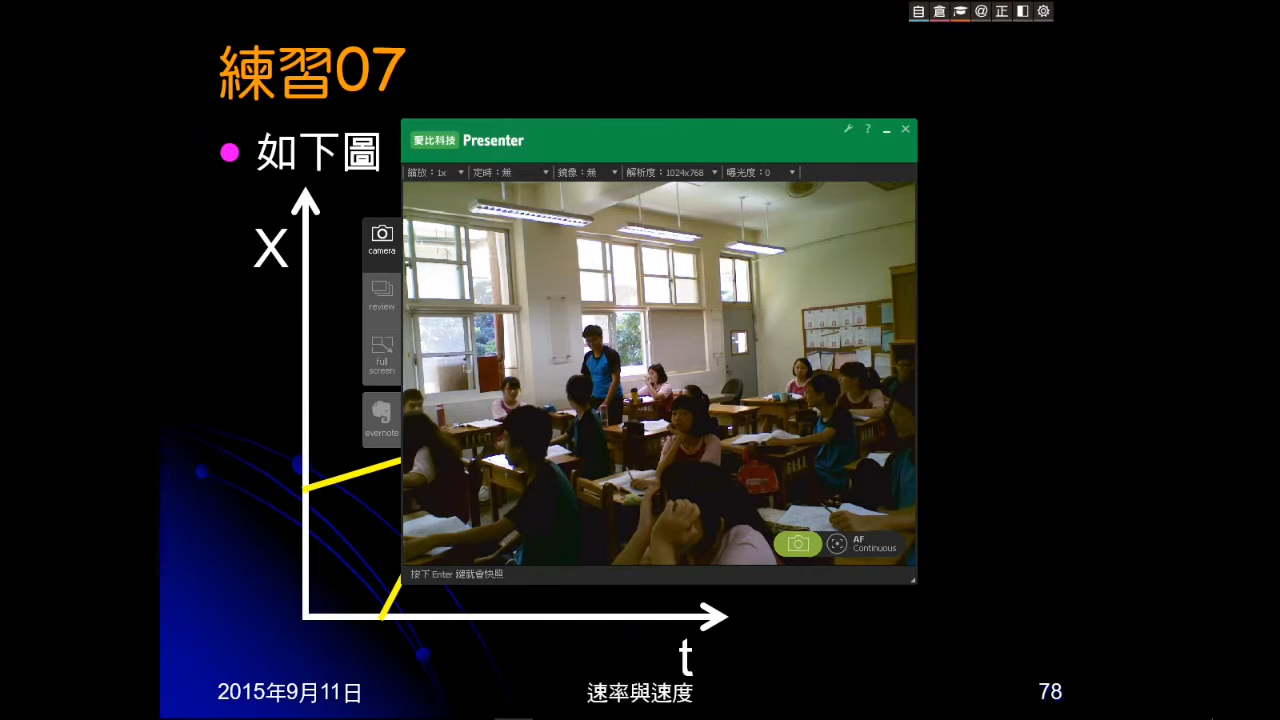 自 倉 @ 正
練習07
如下圖
X
愛比科技 Presenter
縮放：1x 定時：無 鏡像：無 解析度：1024x768 曝光度：0
camera
review
full
screen
evernote
AF
Continuous
按下 Enter 鍵就會快照
t
2015年9月11日 速率與速度 78